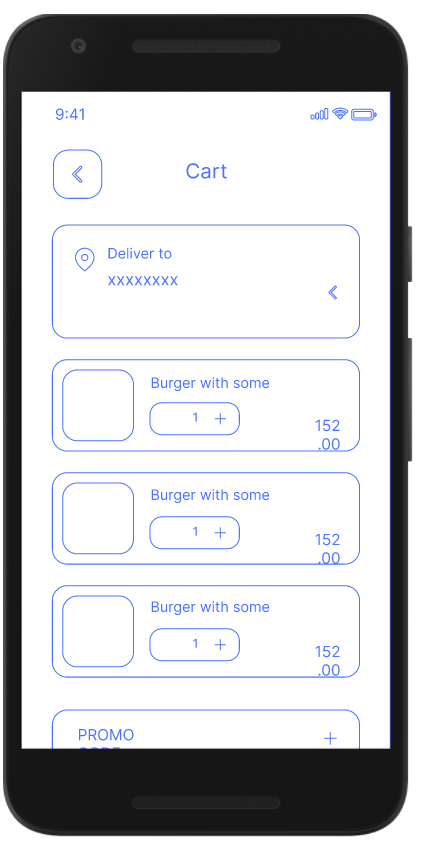 9:41
Cart
Deliver to
xxxxxxxx
Burger with some
1 +
152
.00
Burger with some
1 +
152
.00
Burger with some
1 +
152
.00
PROMO +
CODE